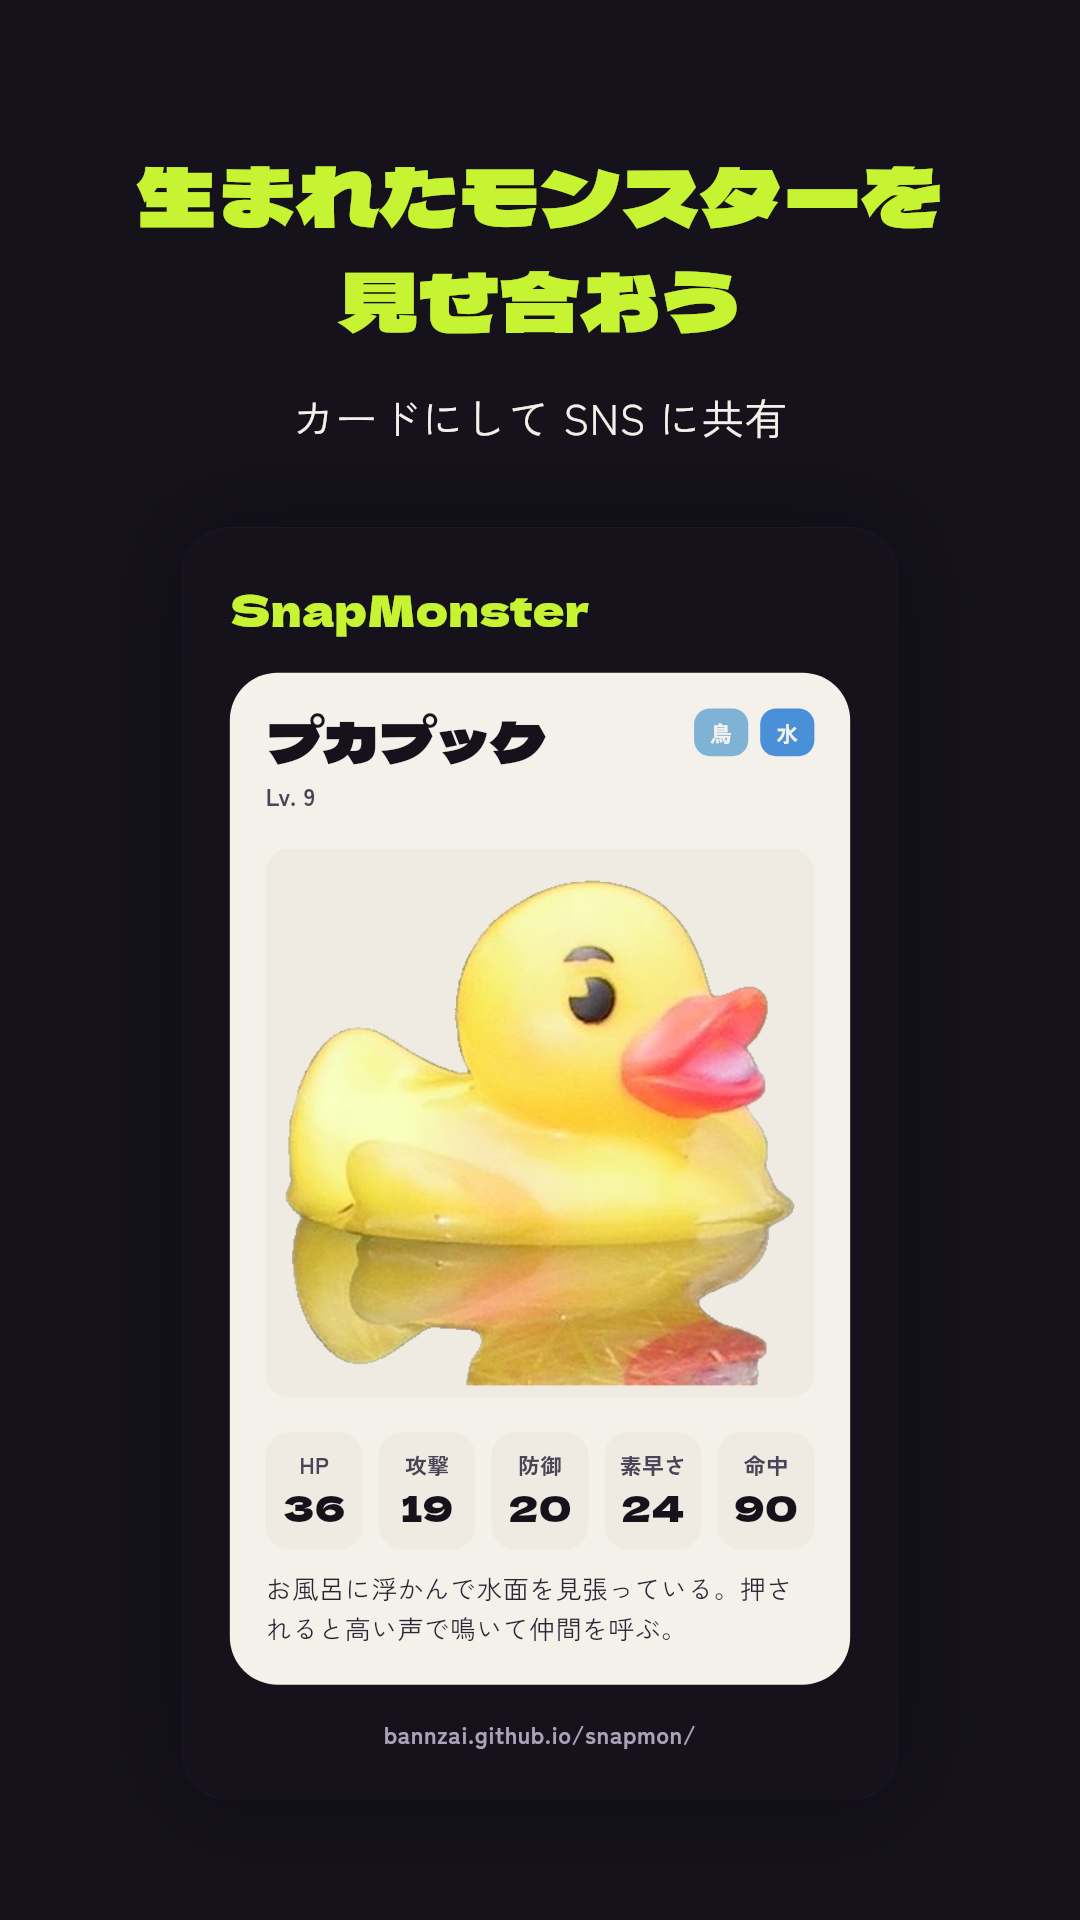 生まれたモンスターを
見せ合おう
カードにして SNS に共有
SnapMonster
プカプック
鳥 水
Lv. 9
HP 攻撃 防御 素早さ 命中
36 19 20 24 90
お風呂に浮かんで水面を見張っている。押さ
れると高い声で鳴いて仲間を呼ぶ。
bannzai.github.io/snapmon/